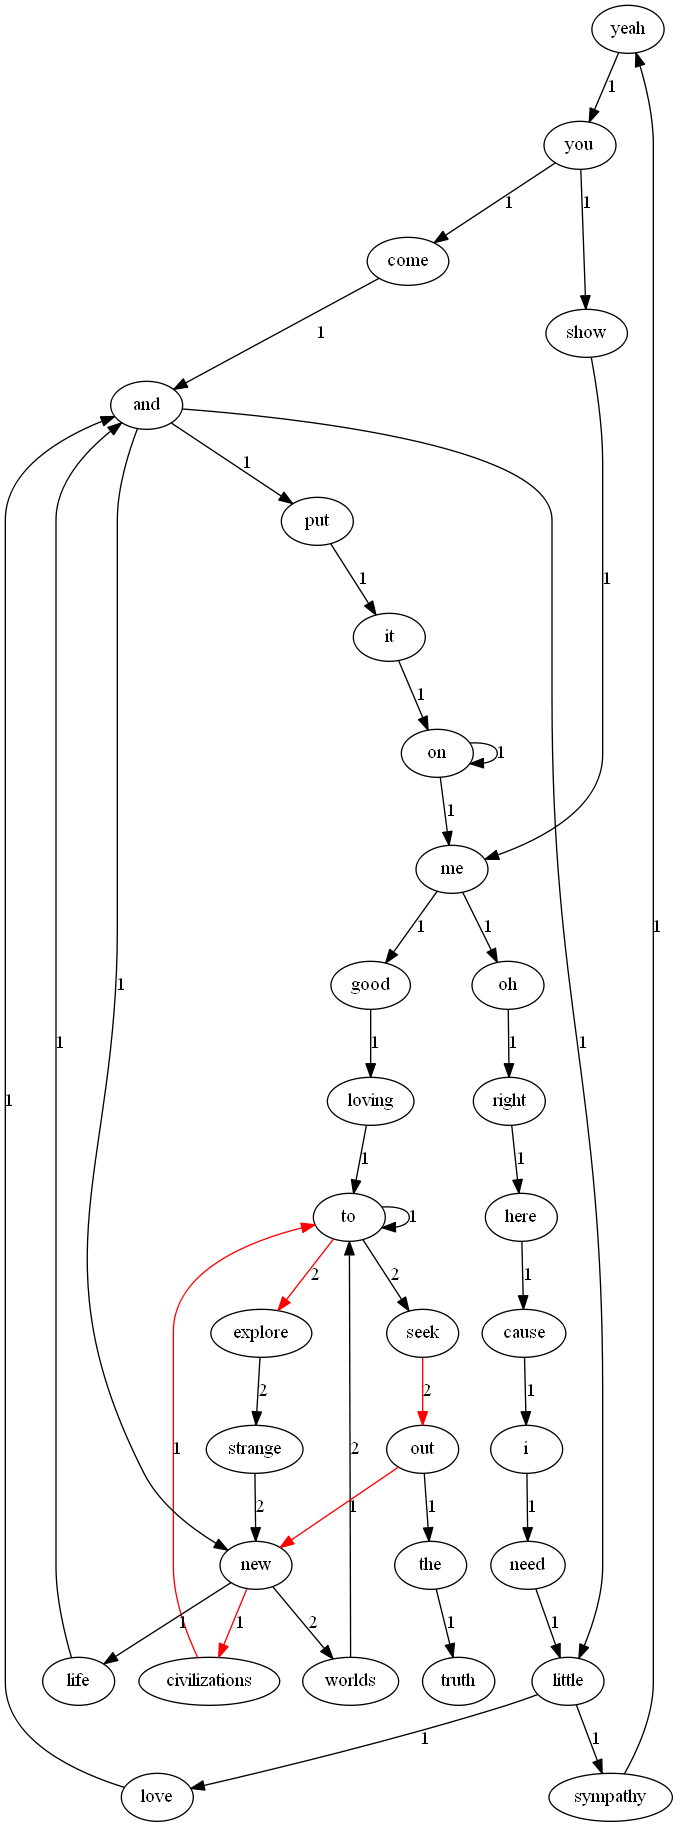 yeah
1
you
1
1
come
show
1
and
1
put
1
1
it
1
on
1
1
me
1
1
good
oh
1
1
1
1
1
loving
right
1
1
1
to
1
here
2
2
1
explore
seek
cause
2
2
1
1
2
strange
out
i
2
1
1
1
new
the
need
1
1
2
1
1
life
civilizations
worlds
truth
little
1
1
love
sympathy